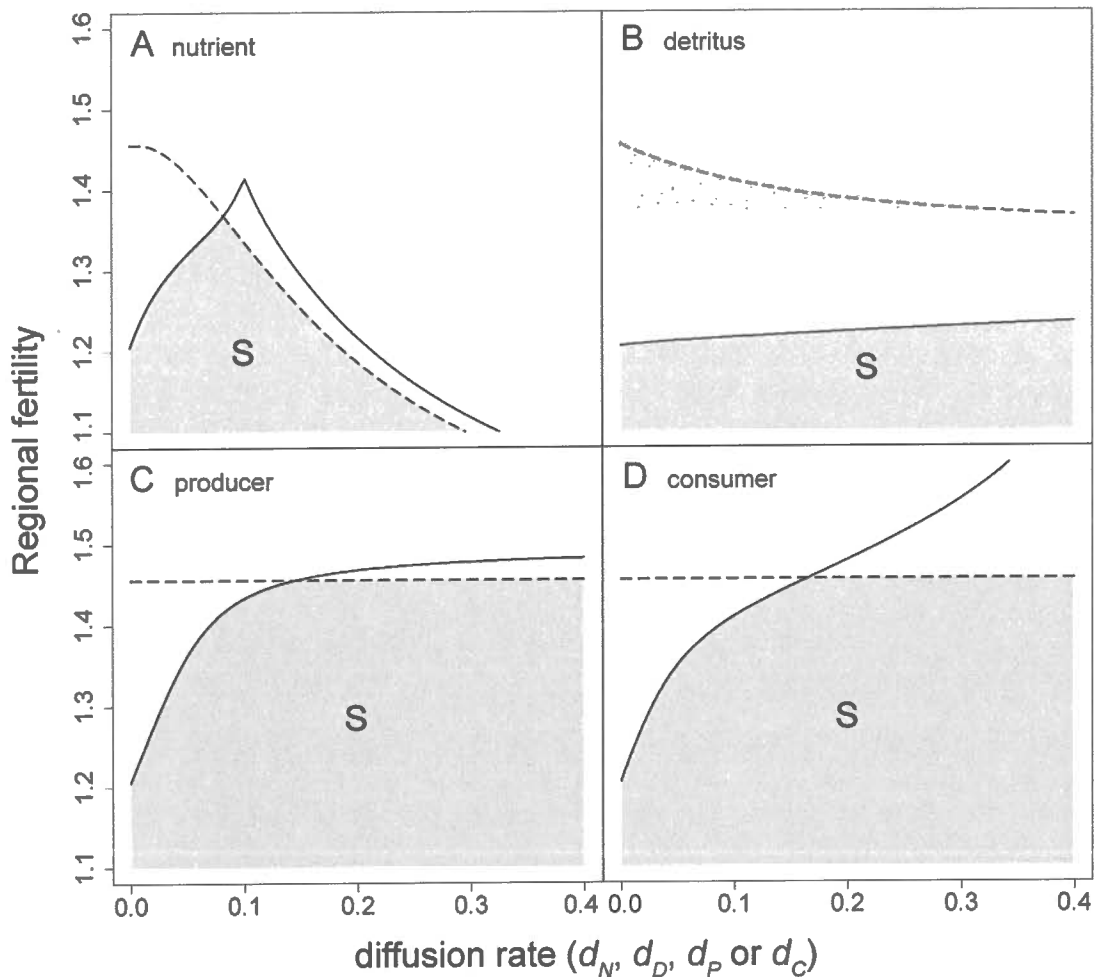 A nutrient
B detritus
1.6
1.5
1.4
1.3
1.2
1.1
S
S
C producer
D consumer
1.6
1.5
1.4
1.3
1.2
1.1
S
S
Regional fertility
0.0 0.1 0.2 0.3 0.4
0.0 0.1 0.2 0.3 0.4
diffusion rate (d_N, d_D, d_P or d_C)